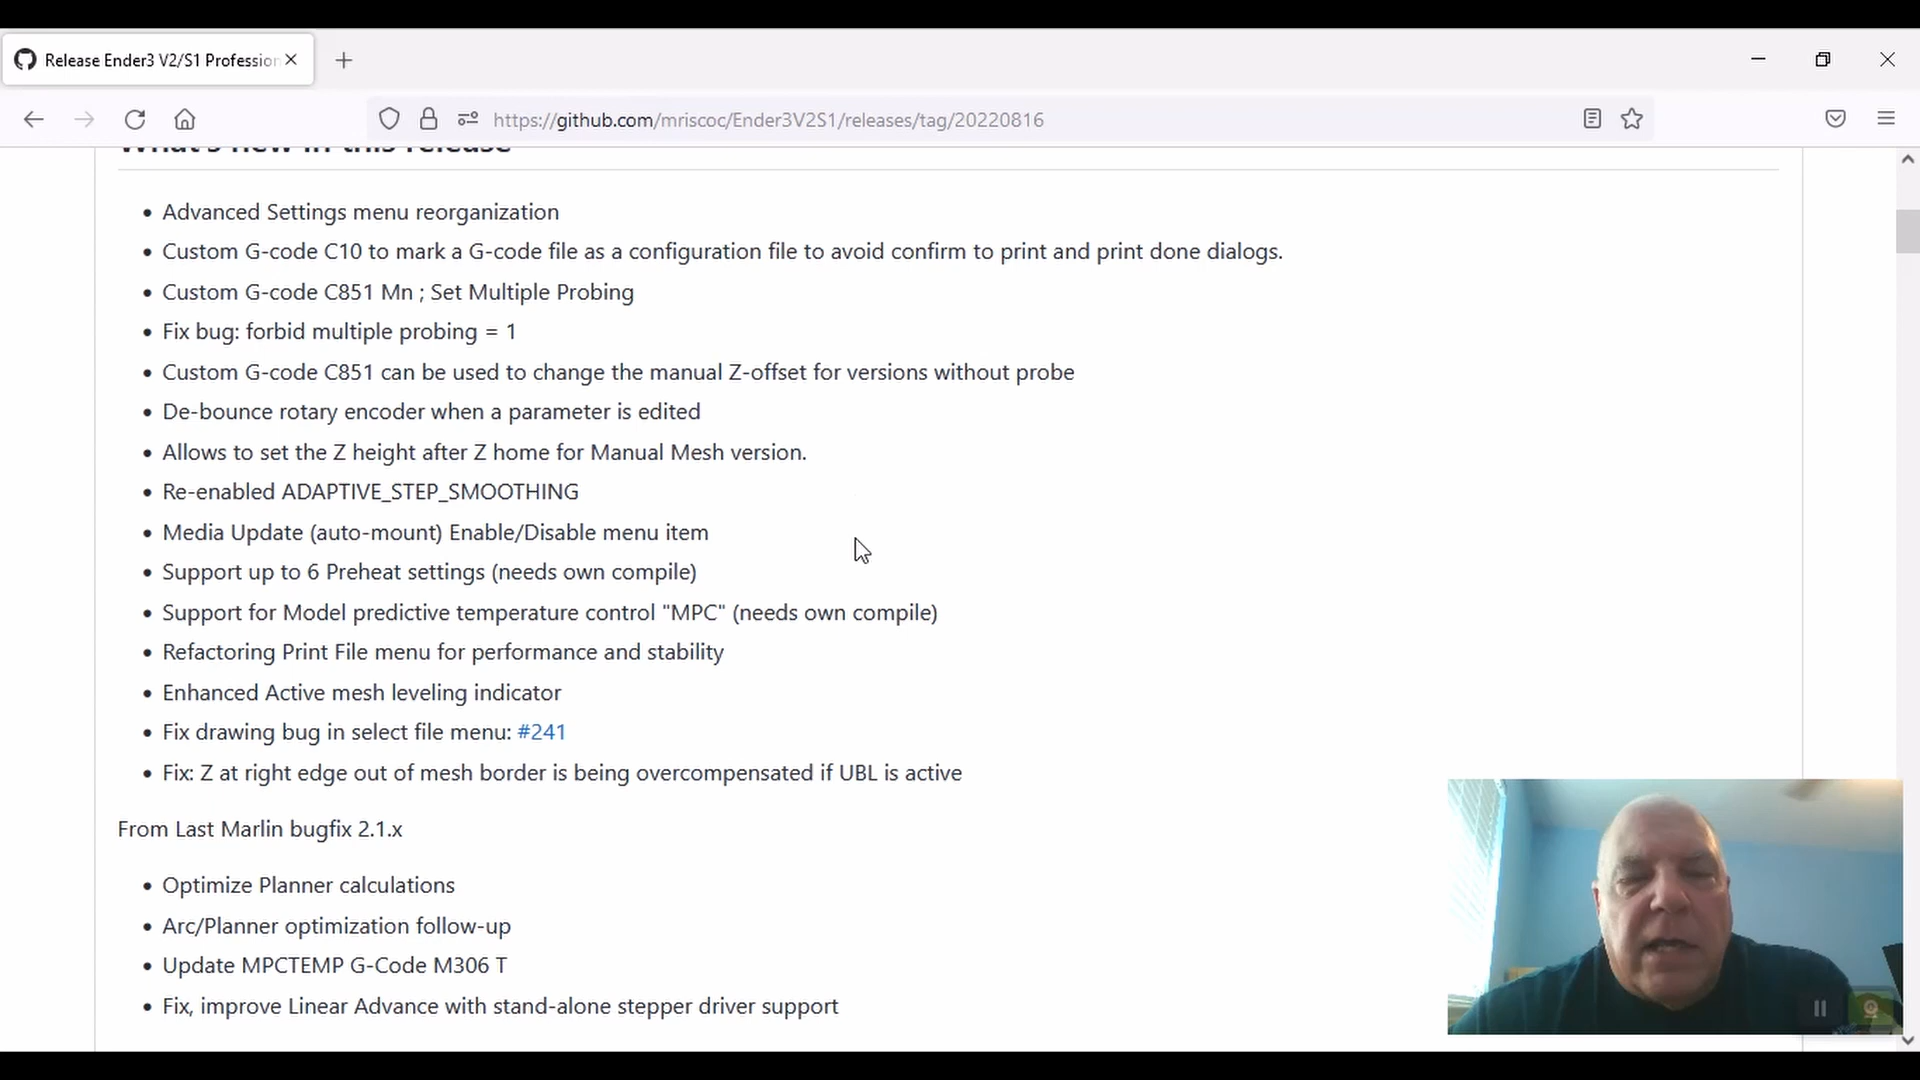 Release Ender3 V2/S1 Profession
https://github.com/mriscoc/Ender3V2S1/releases/tag/20220816
What's new in this release
Advanced Settings menu reorganization
Custom G-code C10 to mark a G-code file as a configuration file to avoid confirm to print and print done dialogs.
Custom G-code C851 Mn ; Set Multiple Probing
Fix bug: forbid multiple probing = 1
Custom G-code C851 can be used to change the manual Z-offset for versions without probe
De-bounce rotary encoder when a parameter is edited
Allows to set the Z height after Z home for Manual Mesh version.
Re-enabled ADAPTIVE_STEP_SMOOTHING
Media Update (auto-mount) Enable/Disable menu item
Support up to 6 Preheat settings (needs own compile)
Support for Model predictive temperature control "MPC" (needs own compile)
Refactoring Print File menu for performance and stability
Enhanced Active mesh leveling indicator
Fix drawing bug in select file menu: #241
Fix: Z at right edge out of mesh border is being overcompensated if UBL is active
From Last Marlin bugfix 2.1.x
Optimize Planner calculations
Arc/Planner optimization follow-up
Update MPCTEMP G-Code M306 T
Fix, improve Linear Advance with stand-alone stepper driver support